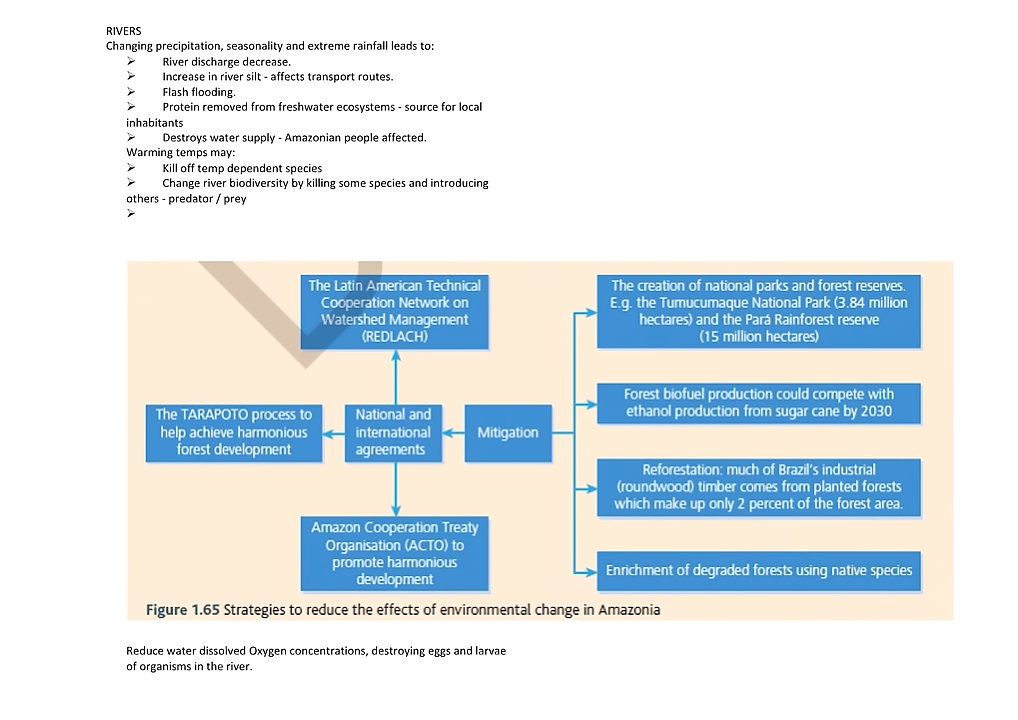 RIVERS
Changing precipitation, seasonality and extreme rainfall leads to:
➢ River discharge decrease.
➢ Increase in river silt - affects transport routes.
➢ Flash flooding.
➢ Protein removed from freshwater ecosystems - source for local
inhabitants
➢ Destroys water supply - Amazonian people affected.
Warming temps may:
➢ Kill off temp dependent species
➢ Change river biodiversity by killing some species and introducing
others - predator / prey
➢
The Latin American Technical
Cooperation Network on
Watershed Management
(REDLACH)
The creation of national parks and forest reserves.
E.g. the Tumucumaque National Park (3.84 million
hectares) and the Pará Rainforest reserve
(15 million hectares)
Forest biofuel production could compete with
ethanol production from sugar cane by 2030
The TARAPOTO process to
help achieve harmonious
forest development
National and
international
agreements
Mitigation
Reforestation: much of Brazil's industrial
(roundwood) timber comes from planted forests
which make up only 2 percent of the forest area.
Amazon Cooperation Treaty
Organisation (ACTO) to
promote harmonious
development
Enrichment of degraded forests using native species
Figure 1.65 Strategies to reduce the effects of environmental change in Amazonia
Reduce water dissolved Oxygen concentrations, destroying eggs and larvae
of organisms in the river.